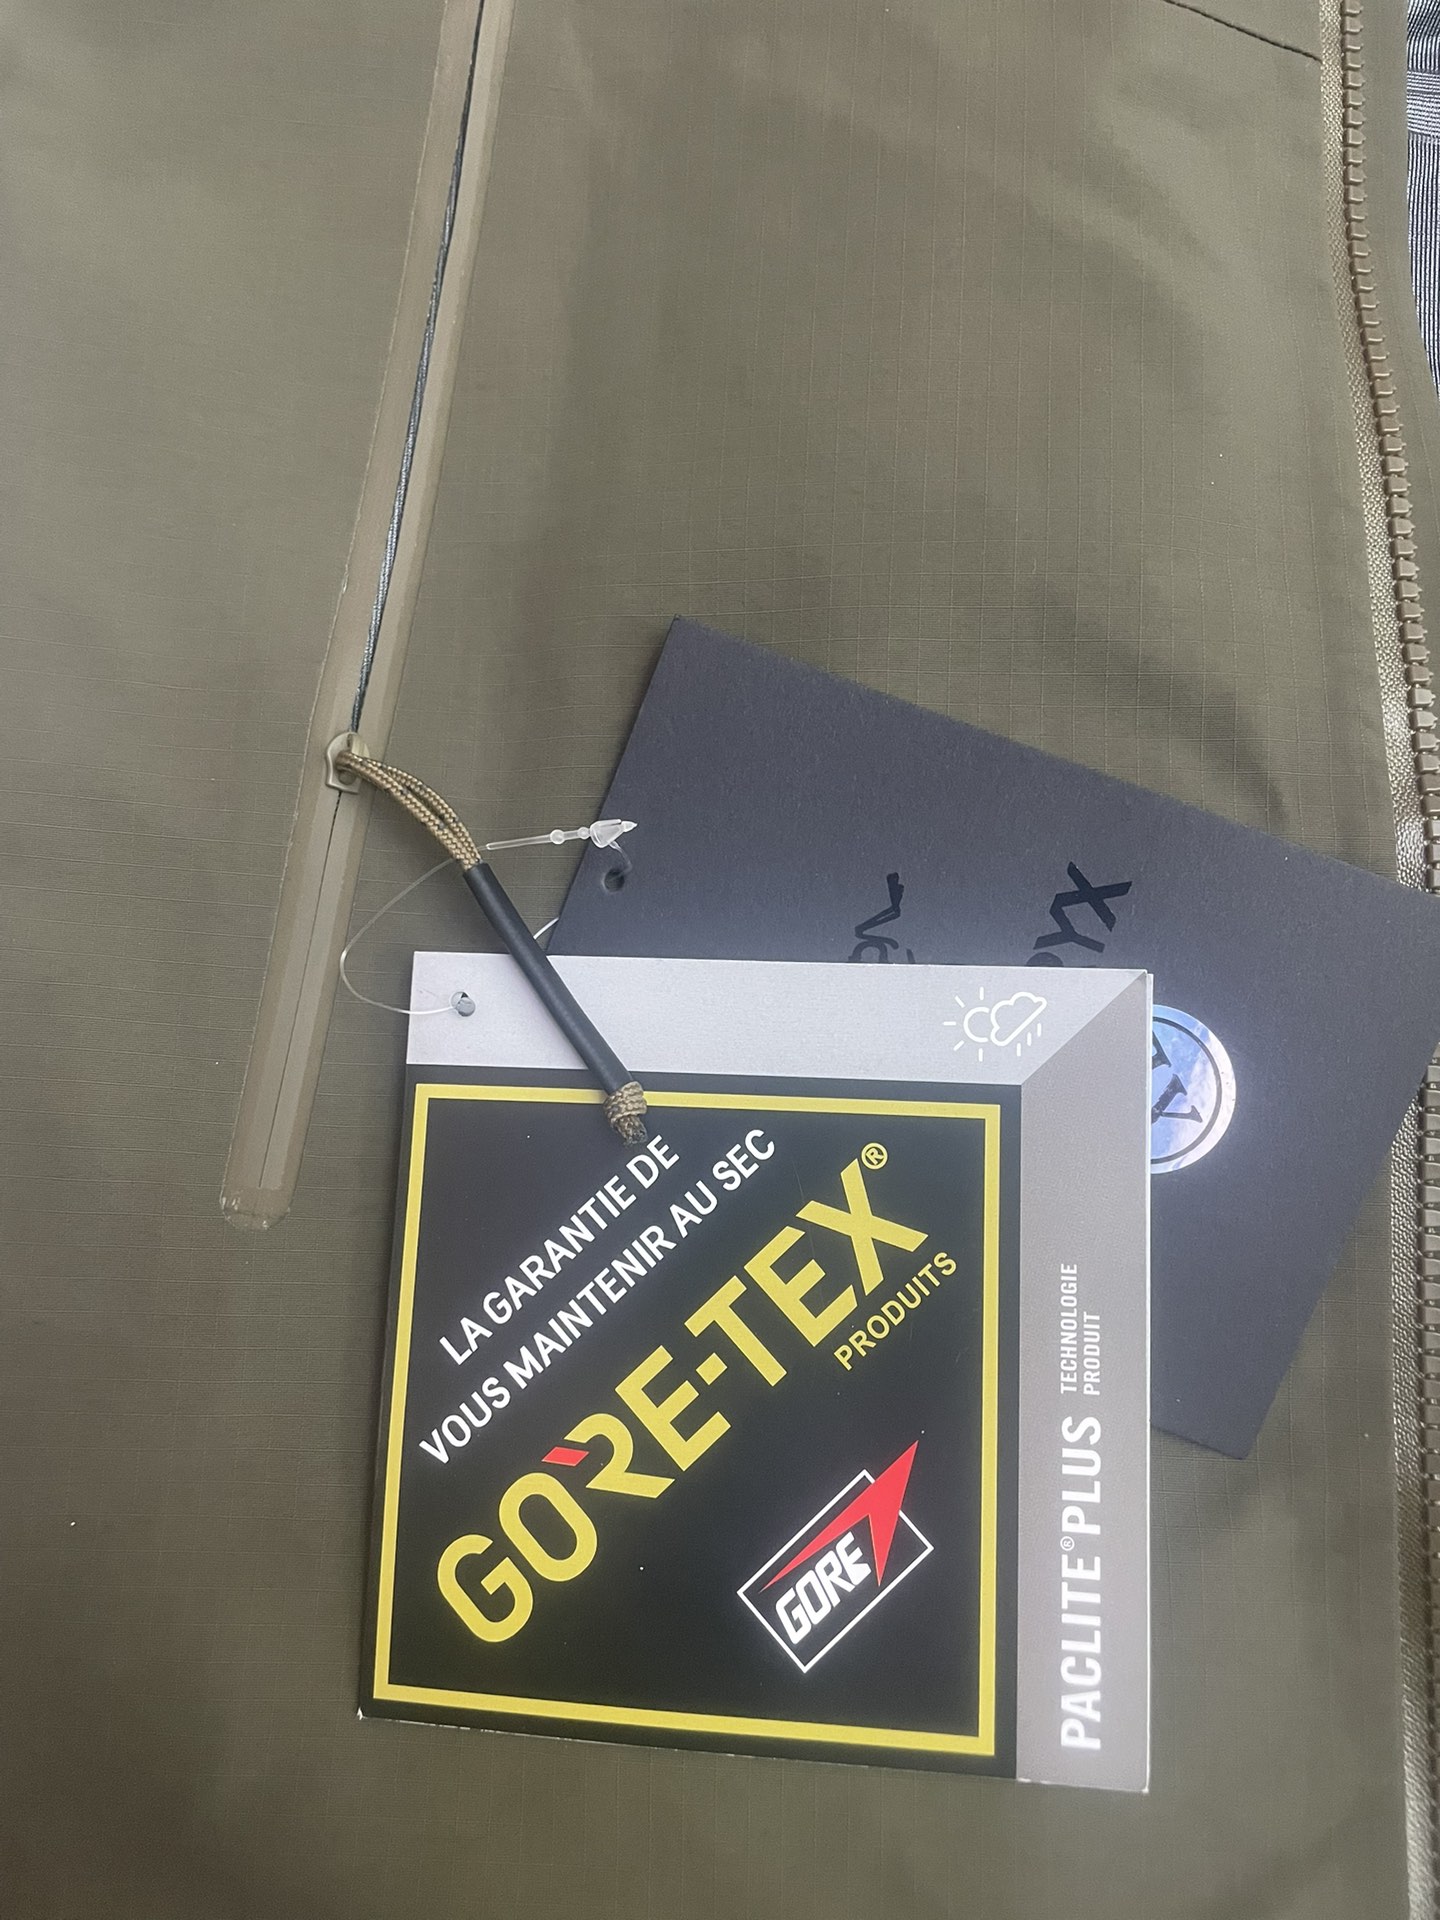 LA GARANTIE DE
VOUS MAINTENIR AU SEC
GORE-TEX®
PRODUITS
GORE
PACLITE® PLUS
TECHNOLOGIE
PRODUIT